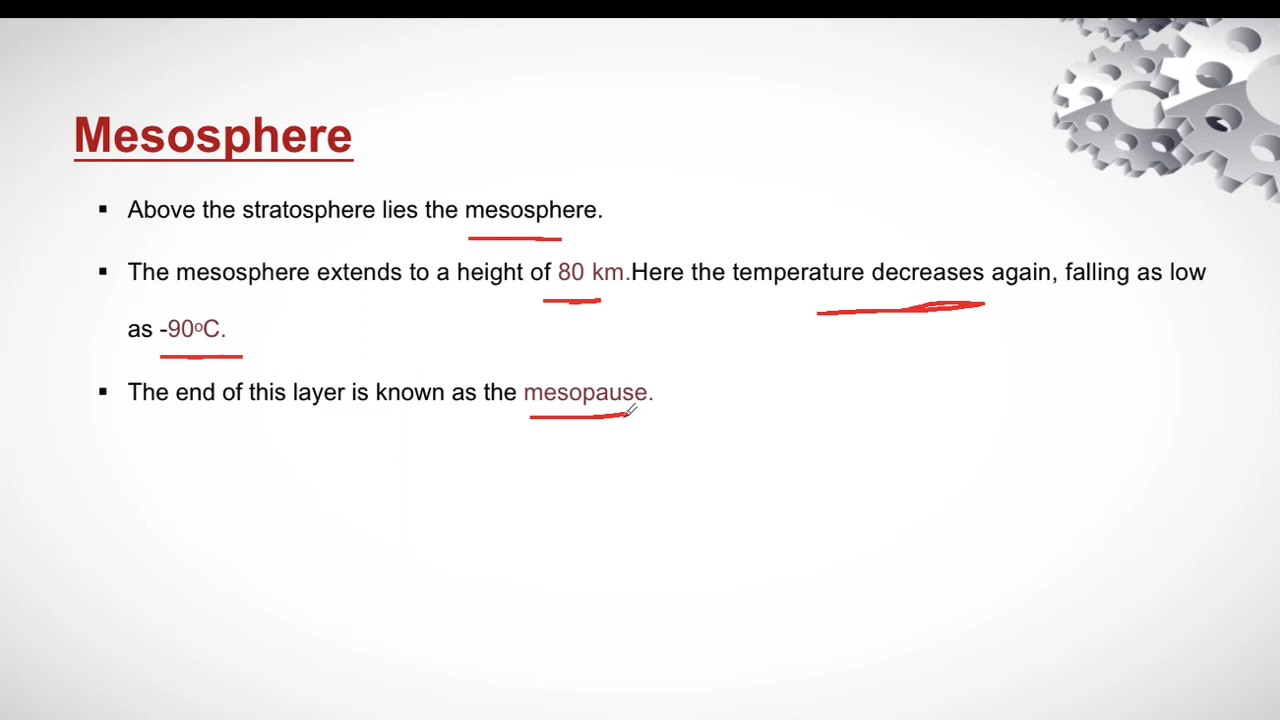 Mesosphere
▪ Above the stratosphere lies the mesosphere.
▪ The mesosphere extends to a height of 80 km.Here the temperature decreases again, falling as low
as -90ºC.
▪ The end of this layer is known as the mesopause.